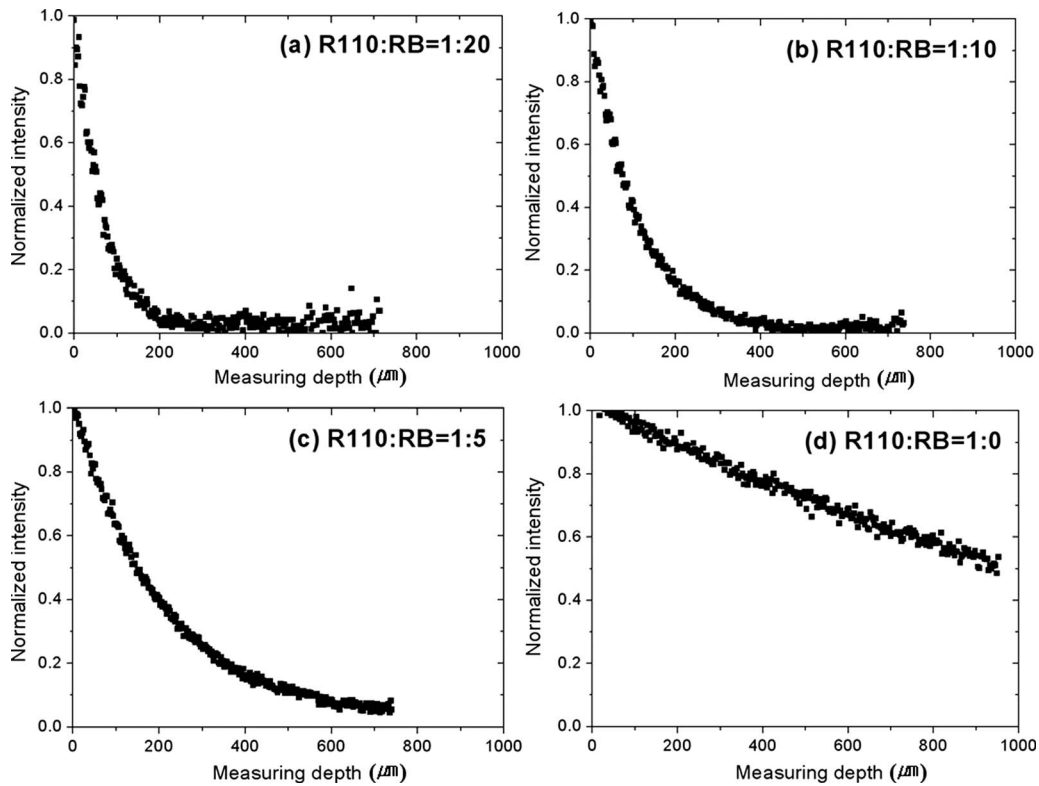 (a) R110:RB=1:20
1.0
0.8
0.6
0.4
0.2
0.0
Normalized intensity
0 200 400 600 800 1000
Measuring depth (㎛)
(b) R110:RB=1:10
1.0
0.8
0.6
0.4
0.2
0.0
Normalized intensity
0 200 400 600 800 1000
Measuring depth (㎛)
(c) R110:RB=1:5
1.0
0.8
0.6
0.4
0.2
0.0
Normalized intensity
0 200 400 600 800 1000
Measuring depth (㎛)
(d) R110:RB=1:0
1.0
0.8
0.6
0.4
0.2
0.0
Normalized intensity
0 200 400 600 800 1000
Measuring depth (㎛)